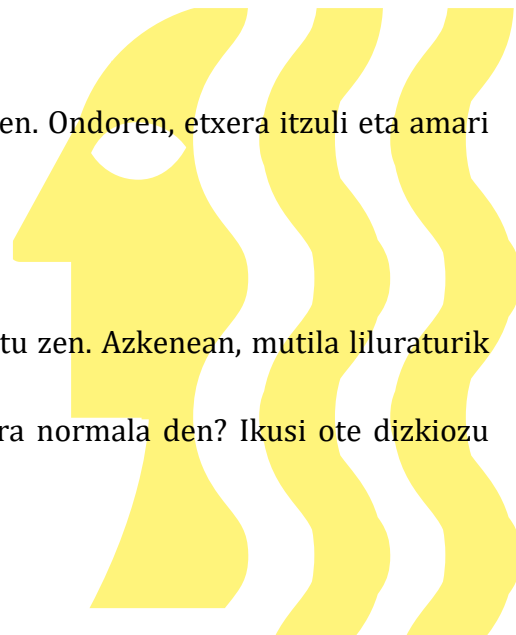 en. Ondoren, etxera itzuli eta amari
tu zen. Azkenean, mutila liluraturik
ra normala den? Ikusi ote dizkiozu